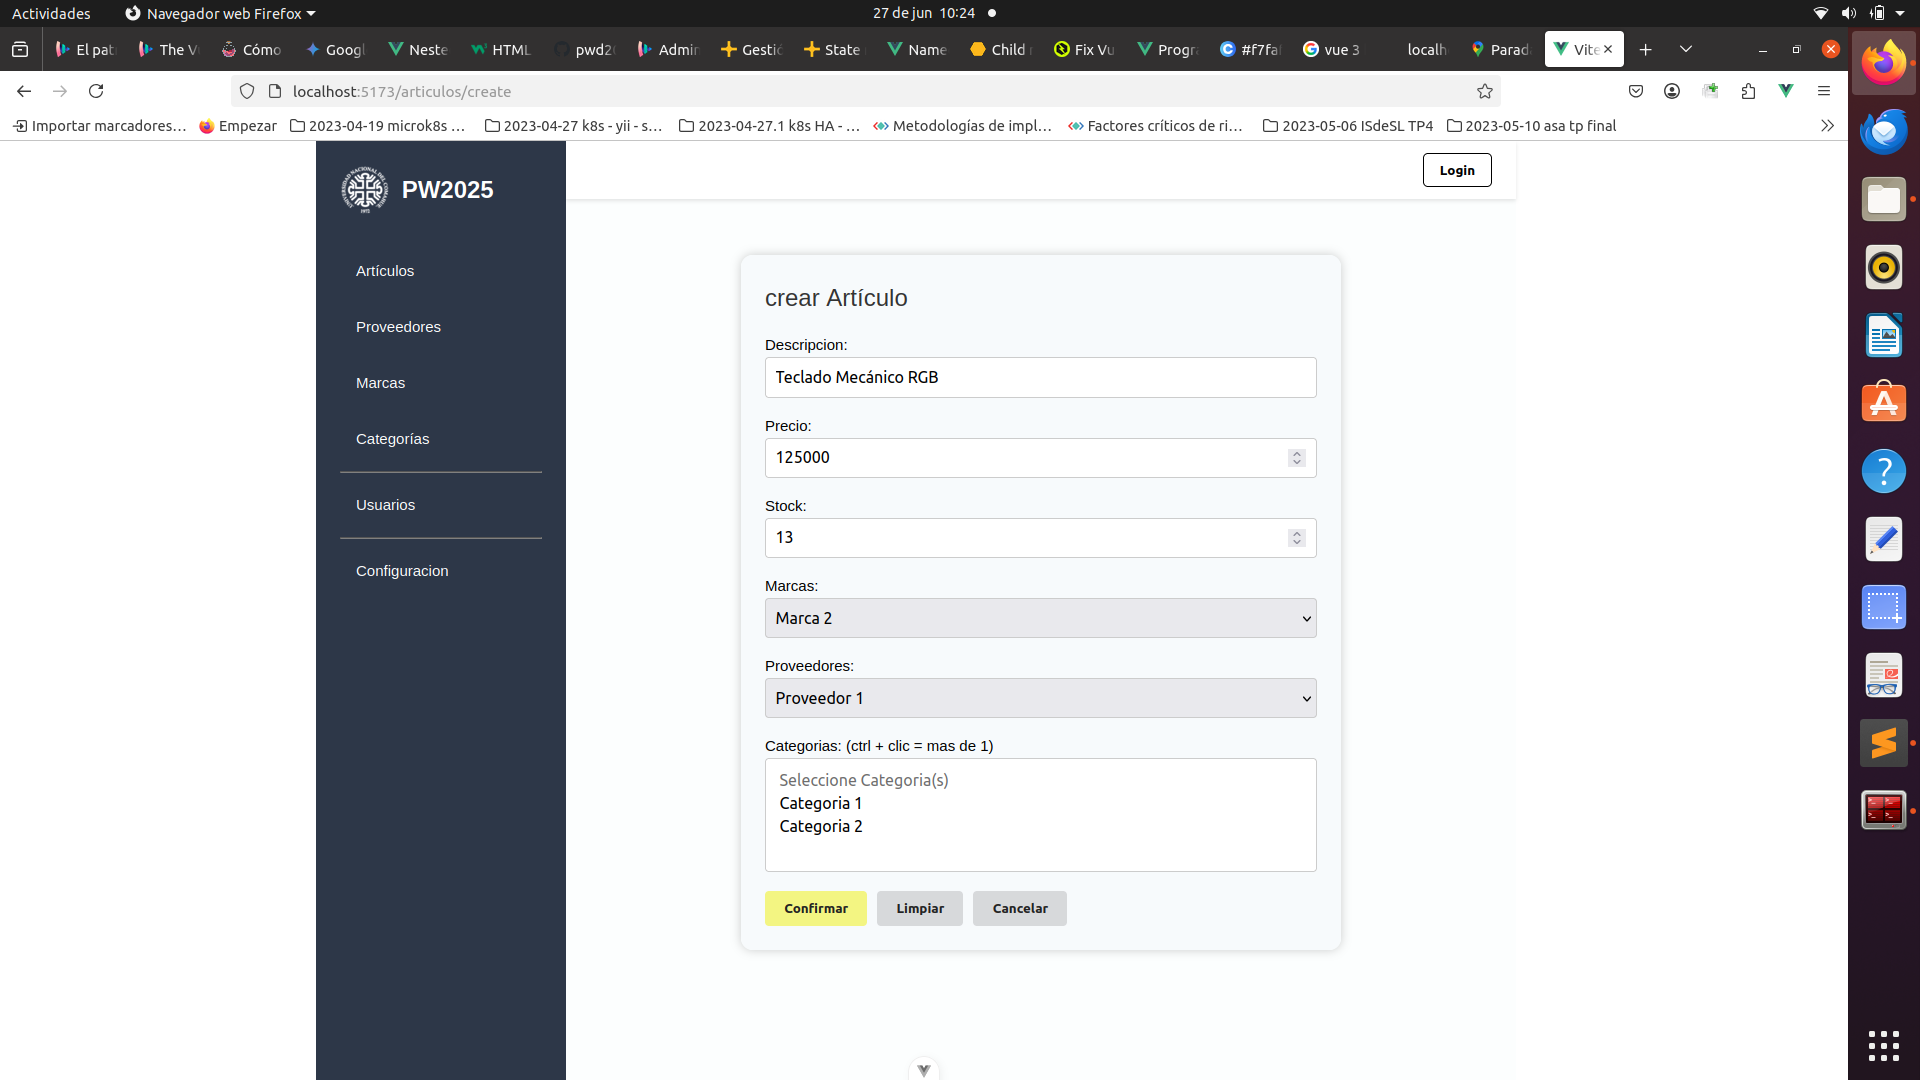 Actividades
Navegador web Firefox
27 de jun 10:24
El pat
The V
Cómo
Googl
Neste
HTML
pwd2
Admin
Gestió
State
Name
Child
Fix Vu
Progra
#f7faf
vue 3
localh
Parada
Vite
localhost:5173/articulos/create
Importar marcadores...
Empezar
2023-04-19 microk8s ...
2023-04-27 k8s - yii - s...
2023-04-27.1 k8s HA - ...
Metodologías de impl...
Factores críticos de ri...
2023-05-06 ISdeSL TP4
2023-05-10 asa tp final
PW2025
Login
Artículos
Proveedores
Marcas
Categorías
Usuarios
Configuracion
crear Artículo
Descripcion:
Teclado Mecánico RGB
Precio:
125000
Stock:
13
Marcas:
Marca 2
Proveedores:
Proveedor 1
Categorias: (ctrl + clic = mas de 1)
Seleccione Categoria(s)
Categoria 1
Categoria 2
Confirmar
Limpiar
Cancelar